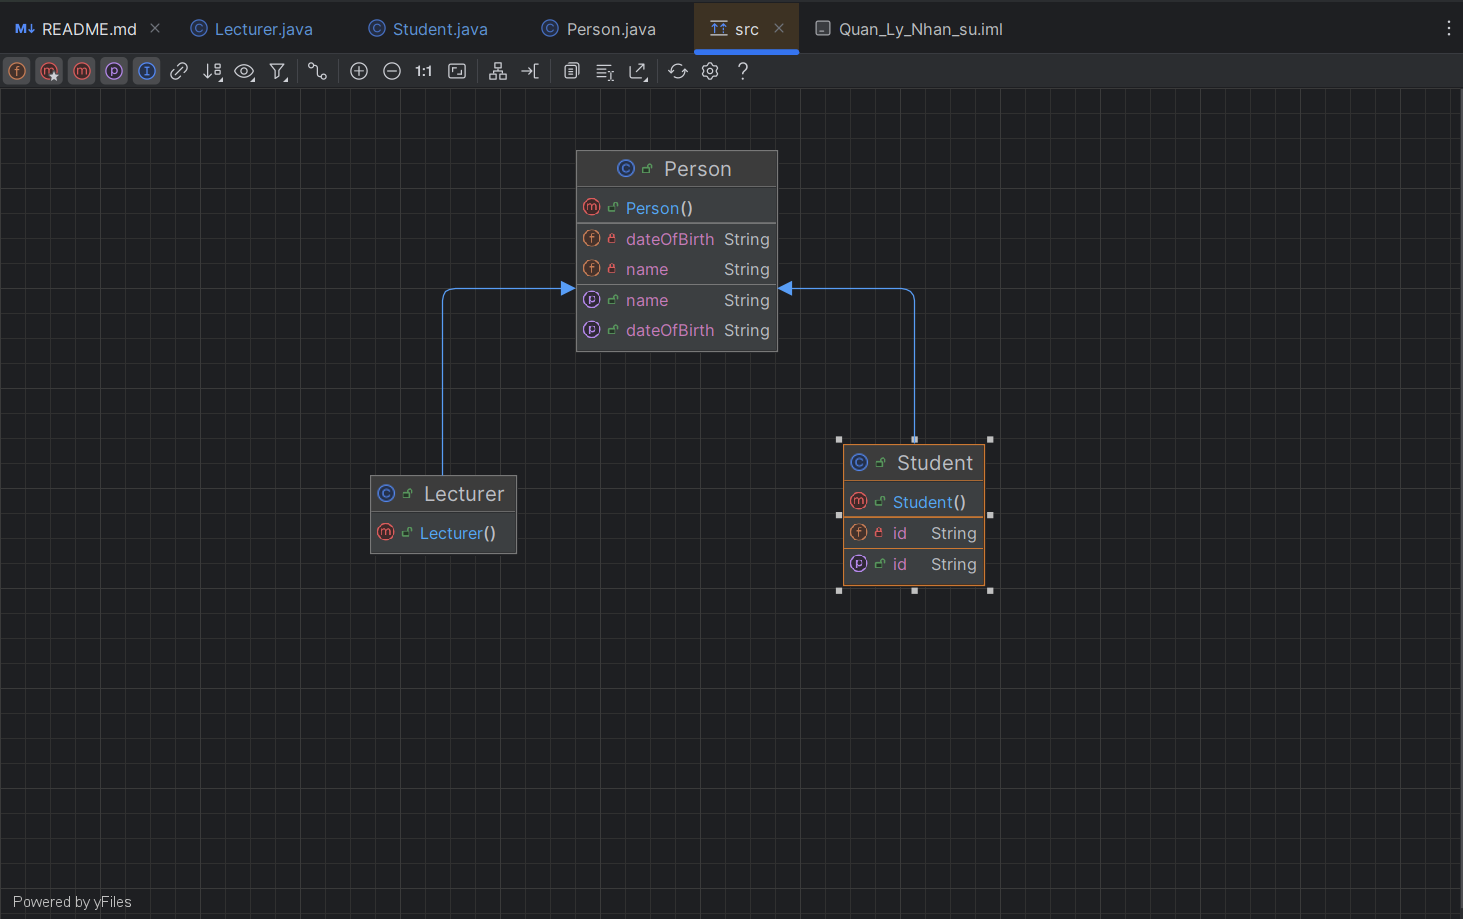 M↓ README.md Lecturer.java Student.java Person.java src Quan_Ly_Nhan_su.iml
1:1
Person
Person()
dateOfBirth String
name String
name String
dateOfBirth String
Lecturer
Lecturer()
Student
Student()
id String
id String
Powered by yFiles